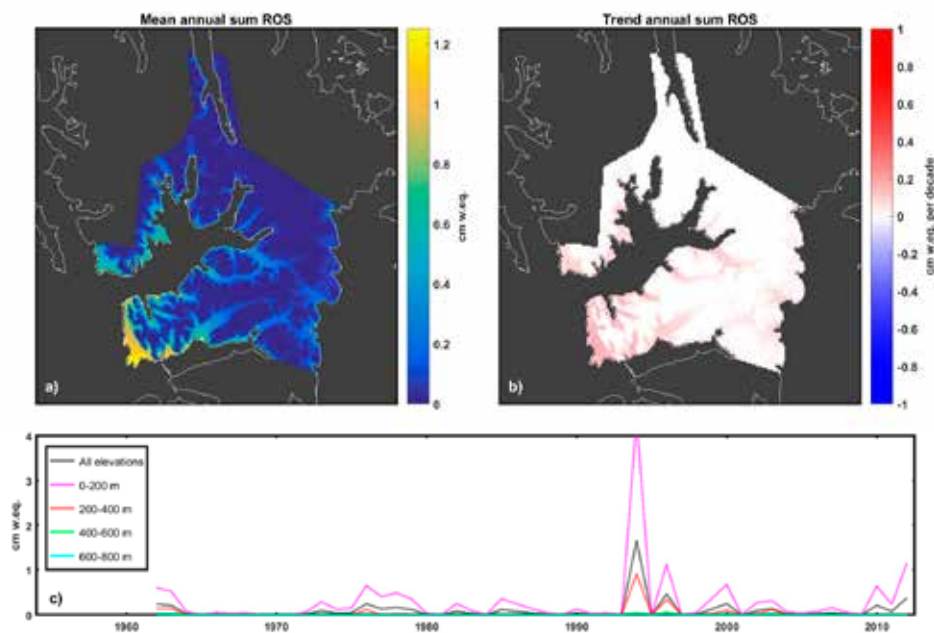 Mean annual sum ROS
Trend annual sum ROS
1.2
1
0.8
0.6
0.4
0.2
0
cm w.eq.
a)
1
0.8
0.6
0.4
0.2
0
-0.2
-0.4
-0.6
-0.8
-1
cm w.eq. per decade
b)
4
3
2
1
0
cm w.eq.
All elevations
0-200 m
200-400 m
400-600 m
600-800 m
c)
1960
1970
1980
1990
2000
2010